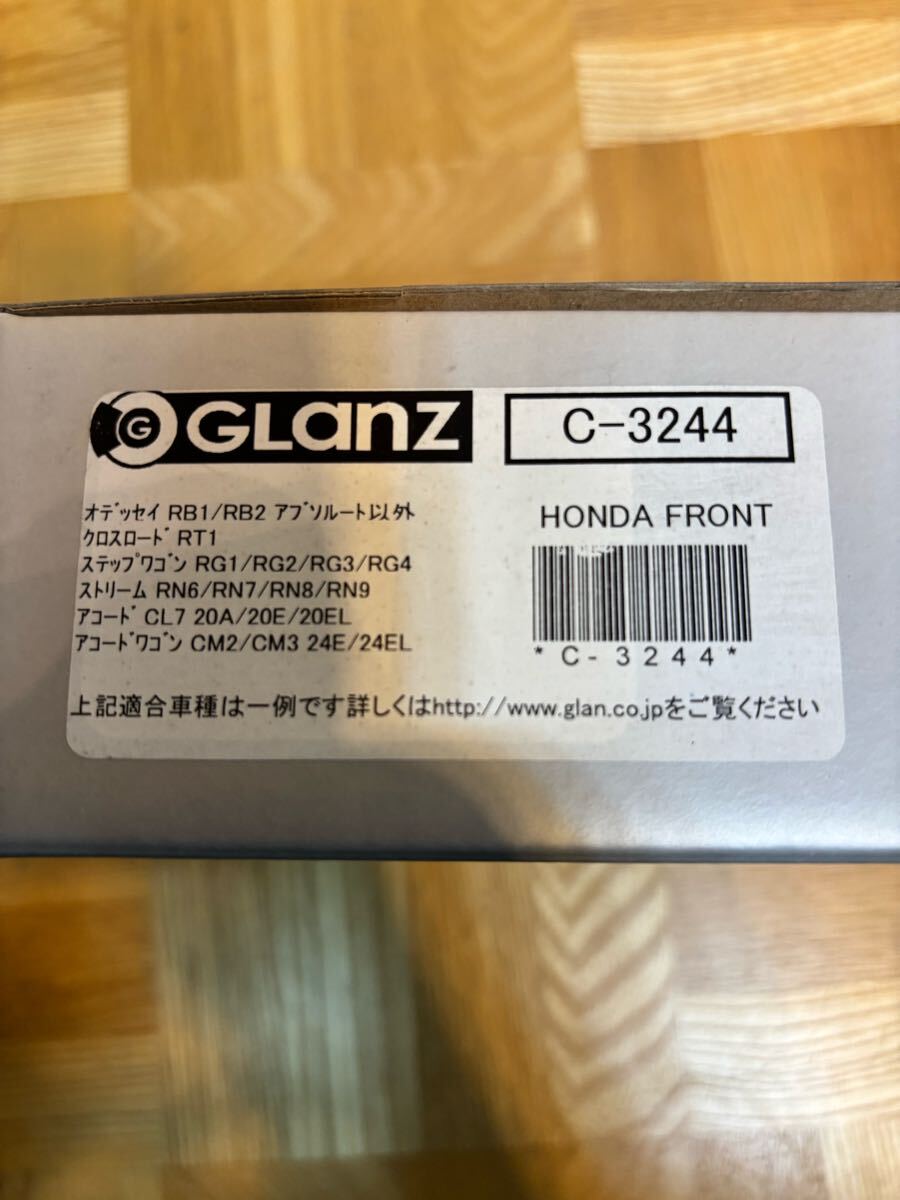 G GLanz
C-3244
オデッセイ RB1/RB2 アブソルート以外
クロスロード RT1
ステップワゴン RG1/RG2/RG3/RG4
ストリーム RN6/RN7/RN8/RN9
アコード CL7 20A/20E/20EL
アコードワゴン CM2/CM3 24E/24EL
HONDA FRONT
*C-3244*
上記適合車種は一例です詳しくはhttp://www.glan.co.jpをご覧ください